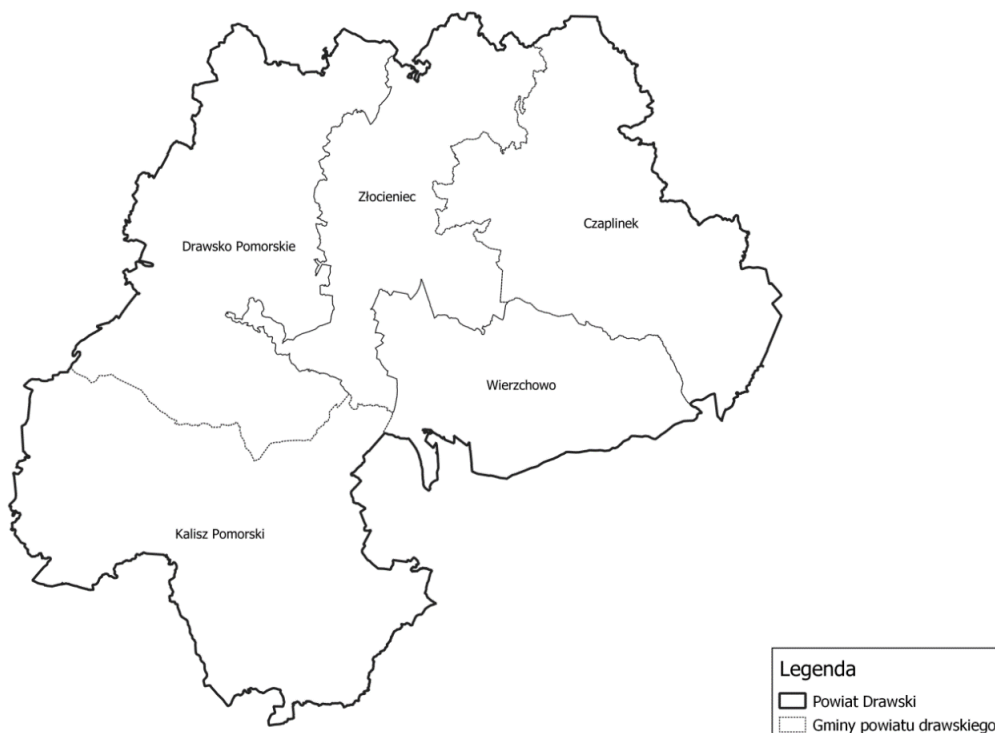 Złocieniec
Czaplinek
Drawsko Pomorskie
Wierzchowo
Kalisz Pomorski
Legenda
Powiat Drawski
Gminy powiatu drawskiego